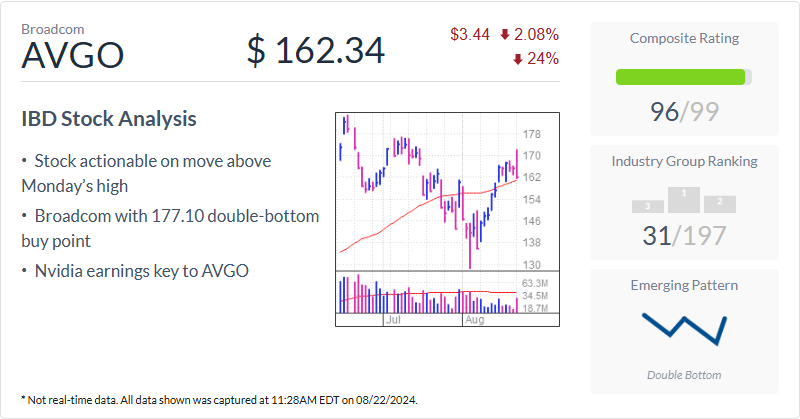 Broadcom
AVGO
$ 162.34
$3.44 2.08%
24%
IBD Stock Analysis
• Stock actionable on move above
Monday's high
• Broadcom with 177.10 double-bottom
buy point
• Nvidia earnings key to AVGO
178
170
162
154
146
138
130
63.3M
34.5M
18.7M
Jul
Aug
Composite Rating
96/99
Industry Group Ranking
3
1
2
31/197
Emerging Pattern
Double Bottom
* Not real-time data. All data shown was captured at 11:28AM EDT on 08/22/2024.